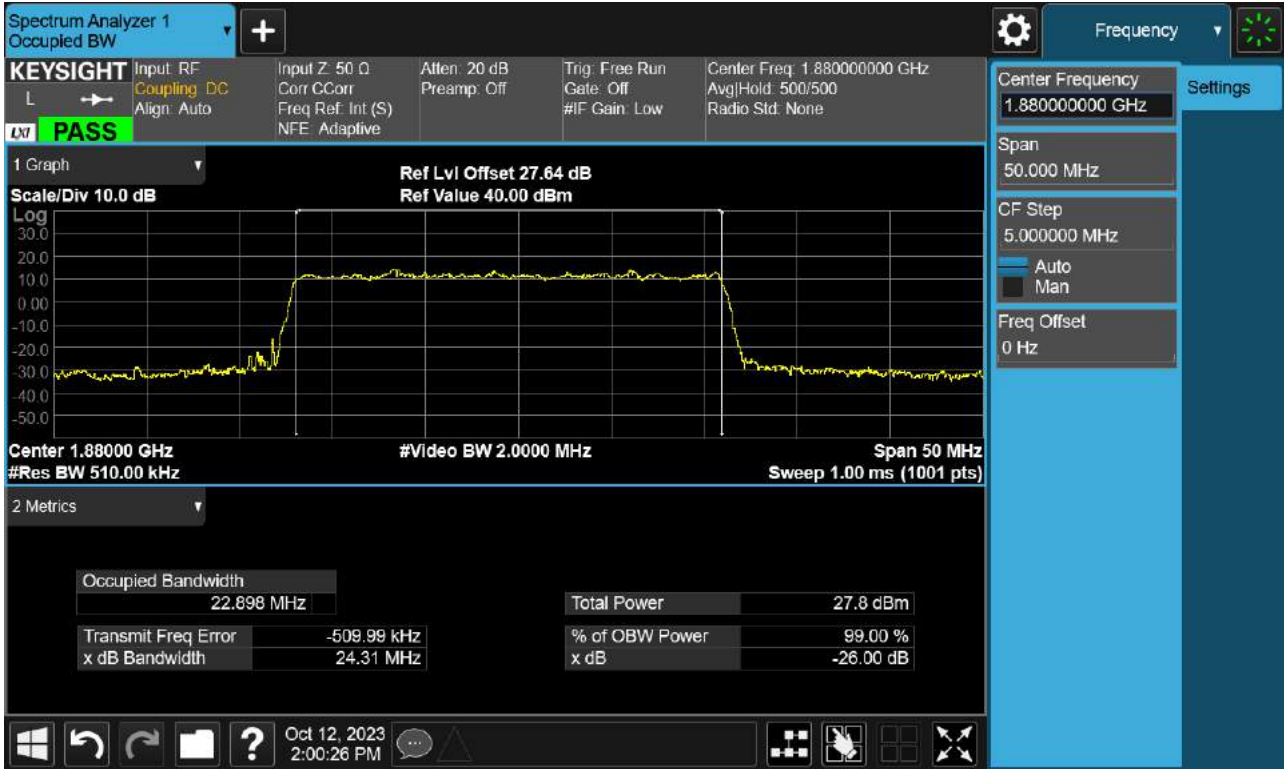 Spectrum Analyzer 1
Occupied BW
+
Frequency
KEYSIGHT
L
LXI
PASS
Input: RF
Coupling: DC
Align: Auto
Input Z: 50 Ω
Corr CCorr
Freq Ref: Int (S)
NFE: Adaptive
Atten: 20 dB
Preamp: Off
Trig: Free Run
Gate: Off
#IF Gain: Low
Center Freq: 1.880000000 GHz
Avg|Hold: 500/500
Radio Std: None
Center Frequency
1.880000000 GHz
Settings
Span
50.000 MHz
CF Step
5.000000 MHz
Auto
Man
Freq Offset
0 Hz
1 Graph
Scale/Div 10.0 dB
Ref Lvl Offset 27.64 dB
Ref Value 40.00 dBm
Log
30.0
20.0
10.0
0.00
-10.0
-20.0
-30.0
-40.0
-50.0
Center 1.88000 GHz
#Res BW 510.00 kHz
#Video BW 2.0000 MHz
Span 50 MHz
Sweep 1.00 ms (1001 pts)
2 Metrics
Occupied Bandwidth
22.898 MHz
Total Power 27.8 dBm
Transmit Freq Error -509.99 kHz
% of OBW Power 99.00 %
x dB Bandwidth 24.31 MHz
x dB -26.00 dB
?
Oct 12, 2023
2:00:26 PM